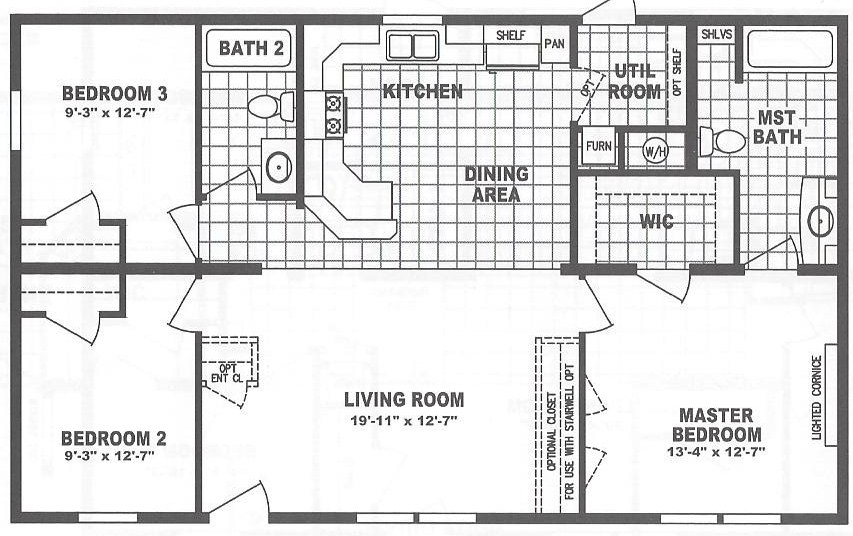 BEDROOM 3
9'-3" x 12'-7"
BATH 2
KITCHEN
SHELF
PAN
DINING
AREA
OPT
UTIL
ROOM
OPT SHELF
FURN
W/H
SHLVS
MST
BATH
WIC
BEDROOM 2
9'-3" x 12'-7"
OPT
ENT CL
LIVING ROOM
19'-11" x 12'-7"
OPTIONAL CLOSET
FOR USE WITH STAIRWELL OPT
MASTER
BEDROOM
13'-4" x 12'-7"
LIGHTED CORNICE